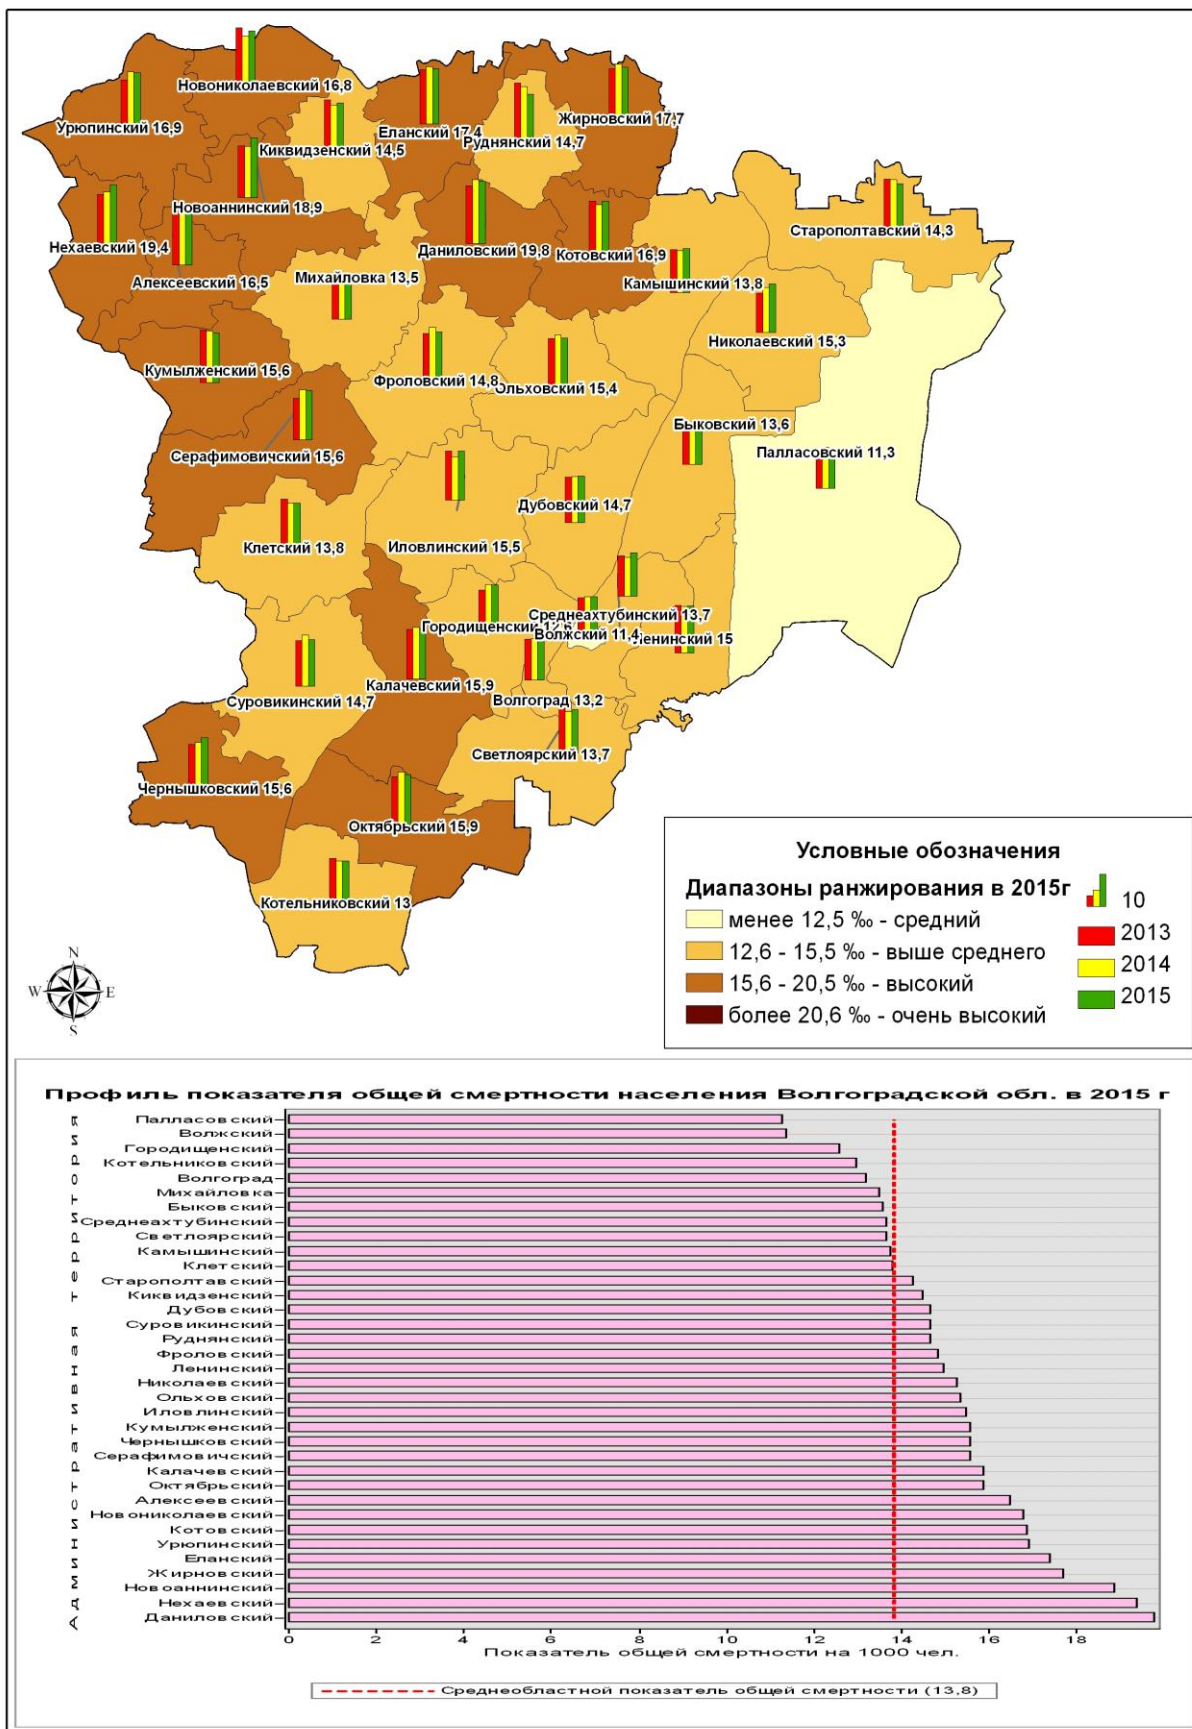 Новониколаевский 16,8
Урюпинский 16,9
Еланский 17,4
Жирновский 17,7
Руднянский 14,7
Киквидзенский 14,5
Новоаннинский 18,9
Нехаевский 19,4
Алексеевский 16,5
Даниловский 19,8
Котовский 16,9
Старополтавский 14,3
Михайловка 13,5
Камышинский 13,8
Николаевский 15,3
Кумылженский 15,6
Фроловский 14,8
Ольховский 15,4
Быковский 13,6
Палласовский 11,3
Серафимовичский 15,6
Дубовский 14,7
Клетский 13,8
Иловлинский 15,5
Среднеахтубинский 13,7
Городищенский 12,6
Волжский 11,4
Ленинский 15
Калачевский 15,9
Суровикинский 14,7
Волгоград 13,2
Светлоярский 13,7
Чернышковский 15,6
Октябрьский 15,9
Котельниковский 13
N
W
E
S
Условные обозначения
Диапазоны ранжирования в 2015г
менее 12,5 ‰ - средний
12,6 - 15,5 ‰ - выше среднего
15,6 - 20,5 ‰ - высокий
более 20,6 ‰ - очень высокий
10
2013
2014
2015
Профиль показателя общей смертности населения Волгоградской обл. в 2015 г
Административная территория
Палласовский
Волжский
Городищенский
Котельниковский
Волгоград
Михайловка
Быковский
Среднеахтубинский
Светлоярский
Камышинский
Клетский
Старополтавский
Киквидзенский
Дубовский
Суровикинский
Руднянский
Фроловский
Ленинский
Николаевский
Ольховский
Иловлинский
Кумылженский
Чернышковский
Серафимовичский
Калачевский
Октябрьский
Алексеевский
Новониколаевский
Котовский
Урюпинский
Еланский
Жирновский
Новоаннинский
Нехаевский
Даниловский
0 2 4 6 8 10 12 14 16 18
Показатель общей смертности на 1000 чел.
Среднеобластной показатель общей смертности (13,8)